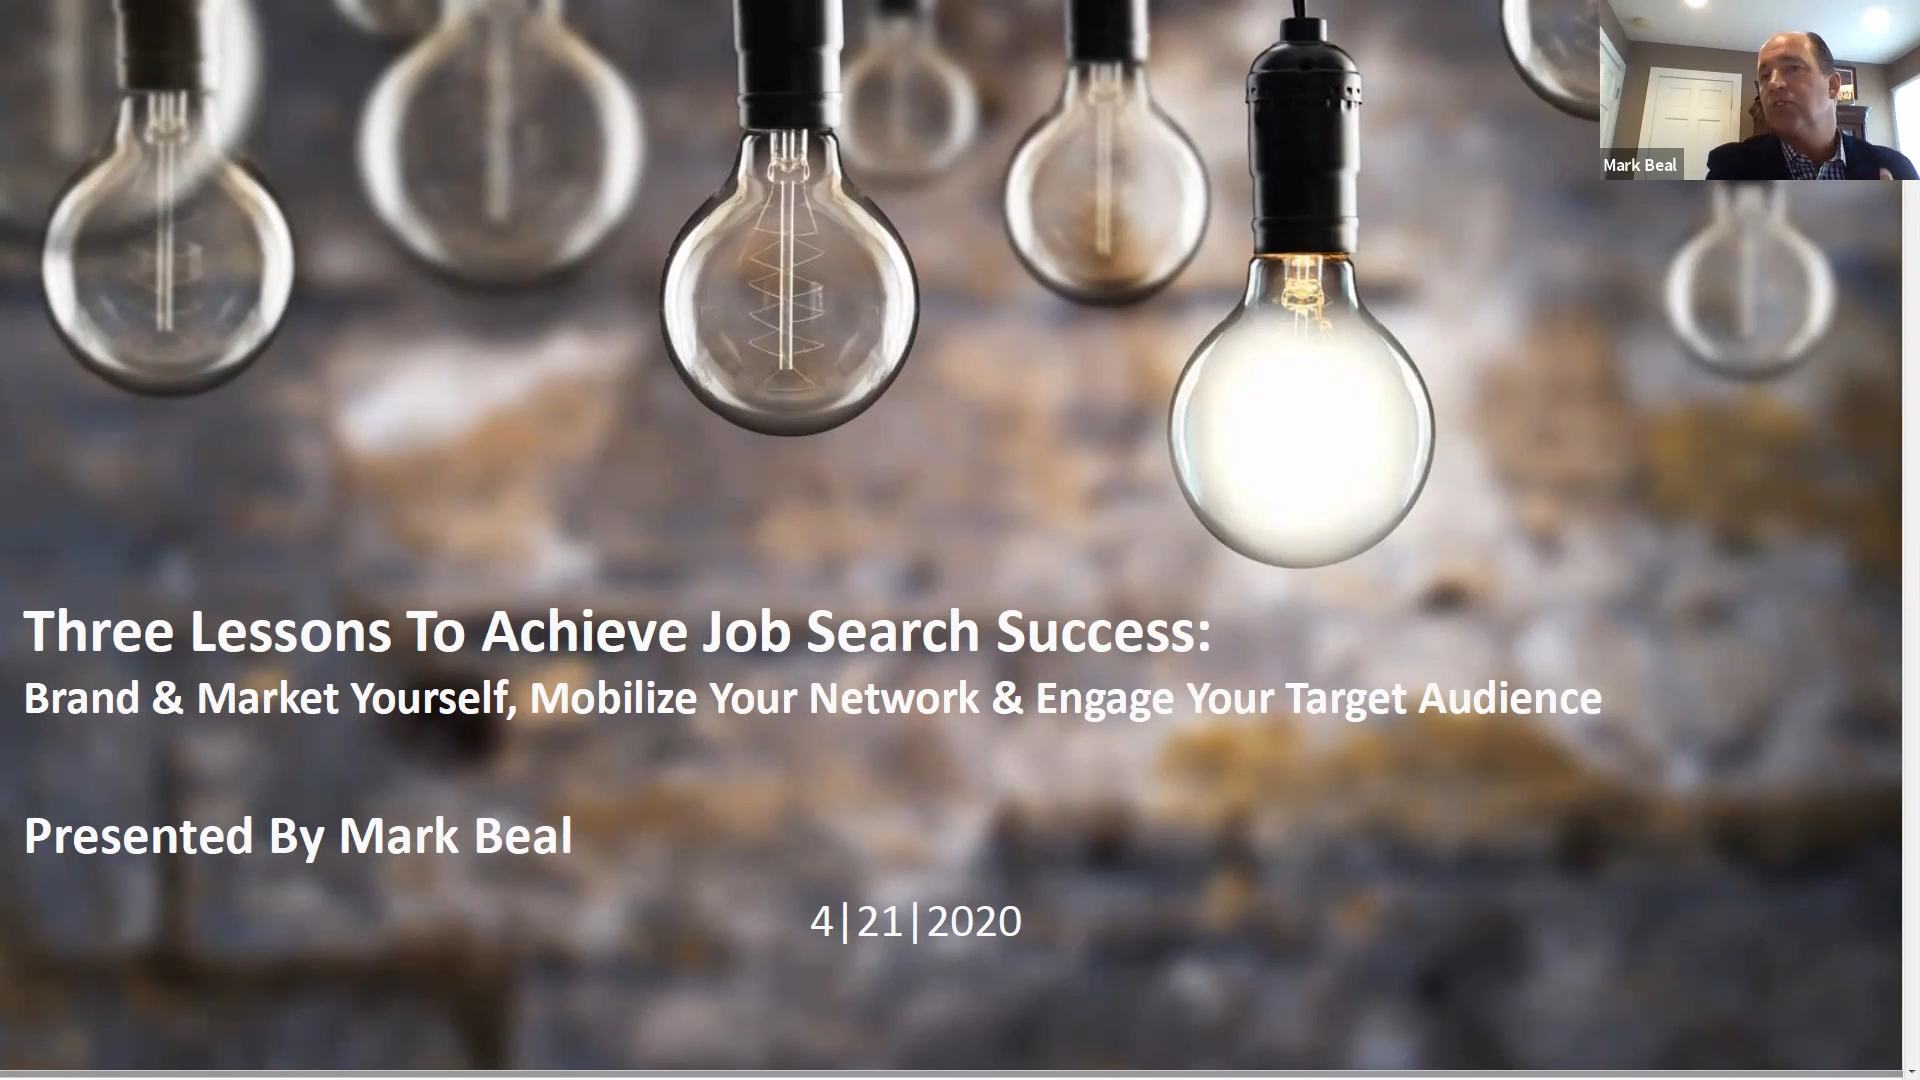 Mark Beal
Three Lessons To Achieve Job Search Success:
Brand & Market Yourself, Mobilize Your Network & Engage Your Target Audience
Presented By Mark Beal
4|21|2020